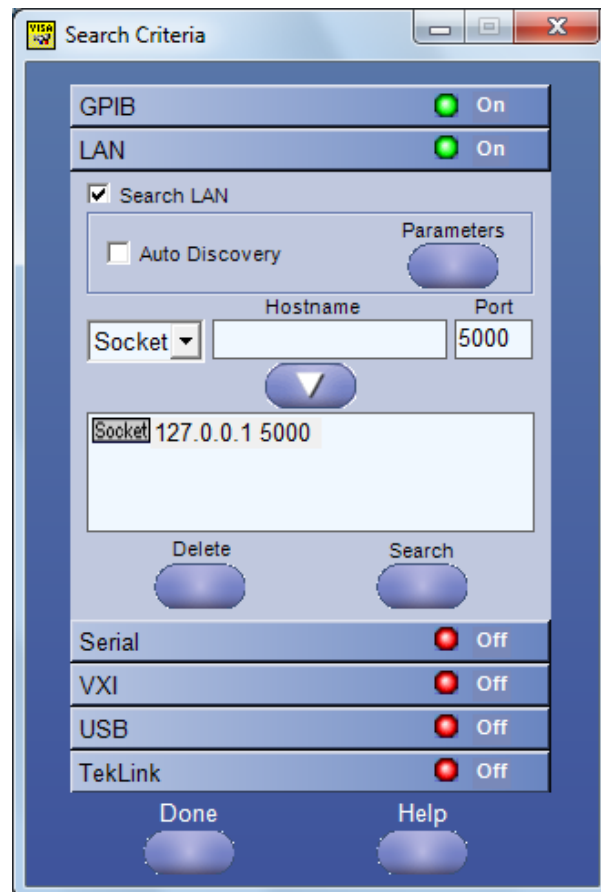 VISA
Search Criteria
GPIB On
LAN On
Search LAN
Auto Discovery
Parameters
Hostname Port
Socket 5000
Socket 127.0.0.1 5000
Delete Search
Serial Off
VXI Off
USB Off
TekLink Off
Done Help